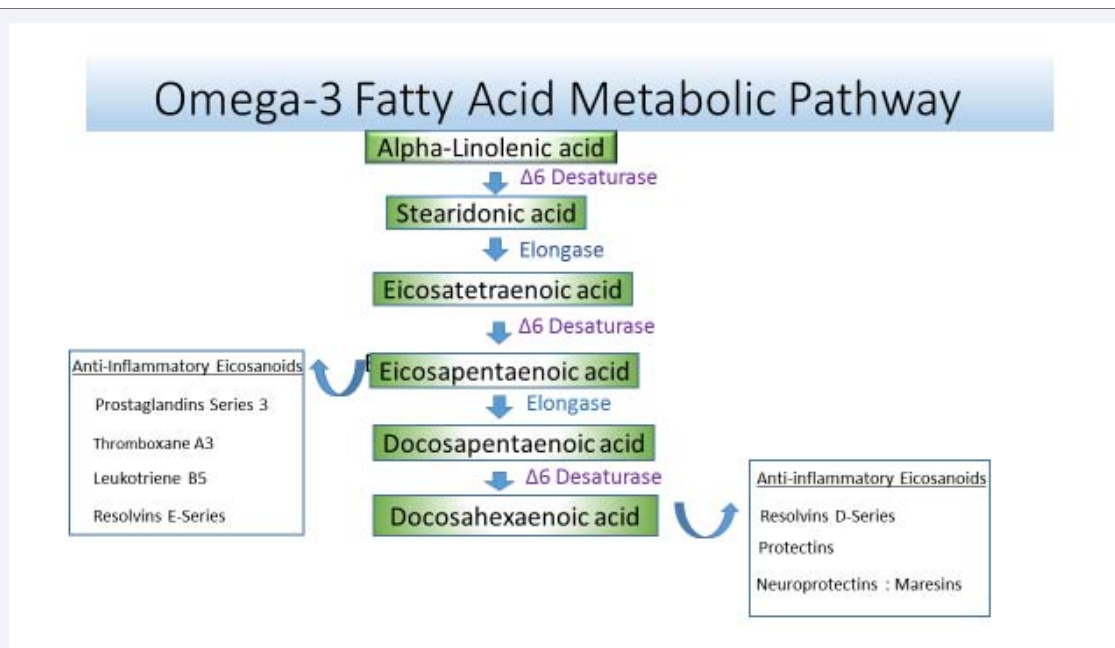 Omega-3 Fatty Acid Metabolic Pathway
Alpha-Linolenic acid
Δ6 Desaturase
Stearidonic acid
Elongase
Eicosatetraenoic acid
Δ6 Desaturase
Eicosapentaenoic acid
Elongase
Docosapentaenoic acid
Δ6 Desaturase
Docosahexaenoic acid
Anti-Inflammatory Eicosanoids
Prostaglandins Series 3
Thromboxane A3
Leukotriene B5
Resolvins E-Series
Anti-inflammatory Eicosanoids
Resolvins D-Series
Protectins
Neuroprotectins : Maresins